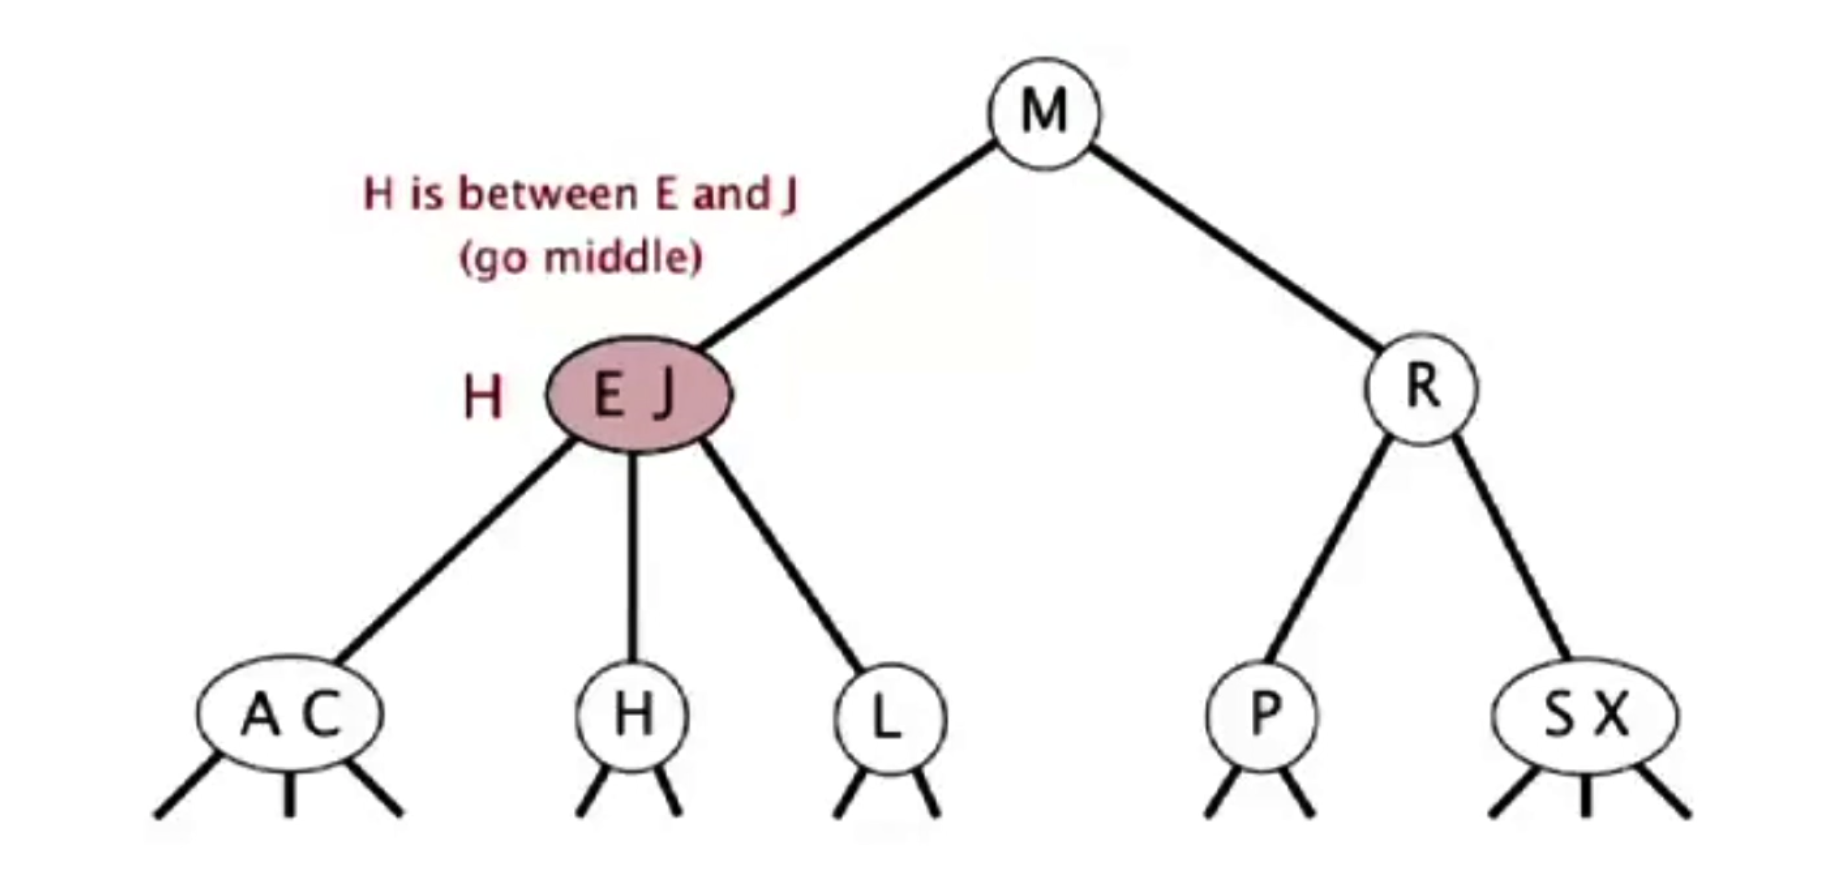 M
H is between E and J
(go middle)
H
E J
R
A C
H
L
P
S X